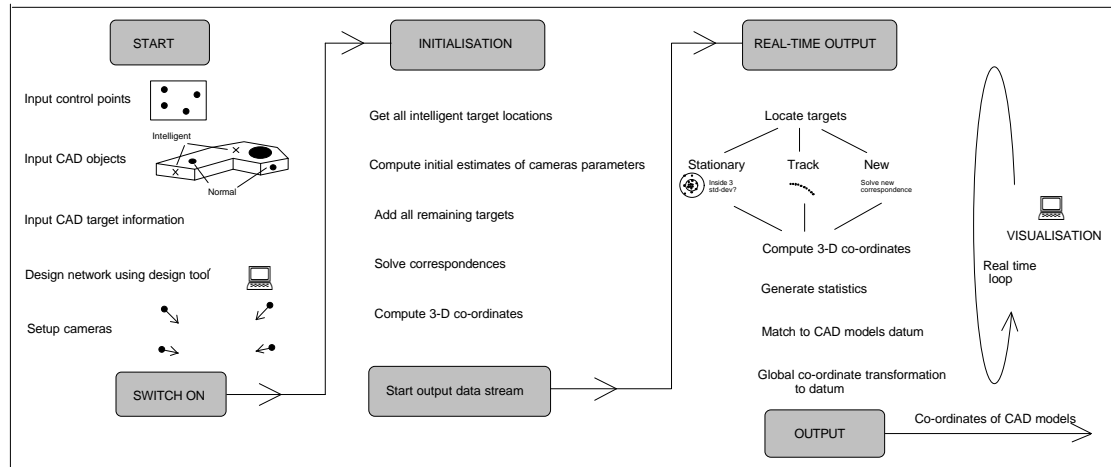 START
Input control points
Intelligent
Input CAD objects
Normal
Input CAD target information
Design network using design tool
Setup cameras
SWITCH ON
INITIALISATION
Get all intelligent target locations
Compute initial estimates of cameras parameters
Add all remaining targets
Solve correspondences
Compute 3-D co-ordinates
Start output data stream
REAL-TIME OUTPUT
Locate targets
Stationary
Track
New
Inside 3
std-dev?
Solve new
correspondence
Compute 3-D co-ordinates
Generate statistics
Match to CAD models datum
Global co-ordinate transformation
to datum
OUTPUT
Co-ordinates of CAD models
VISUALISATION
Real time
loop